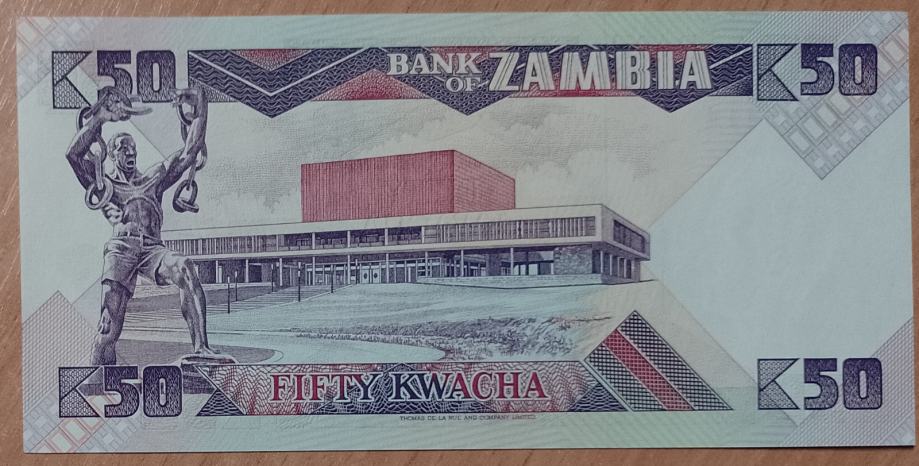 K50
BANK OF ZAMBIA
K50
K50
FIFTY KWACHA
K50
THOMAS DE LA RUE AND COMPANY LIMITED